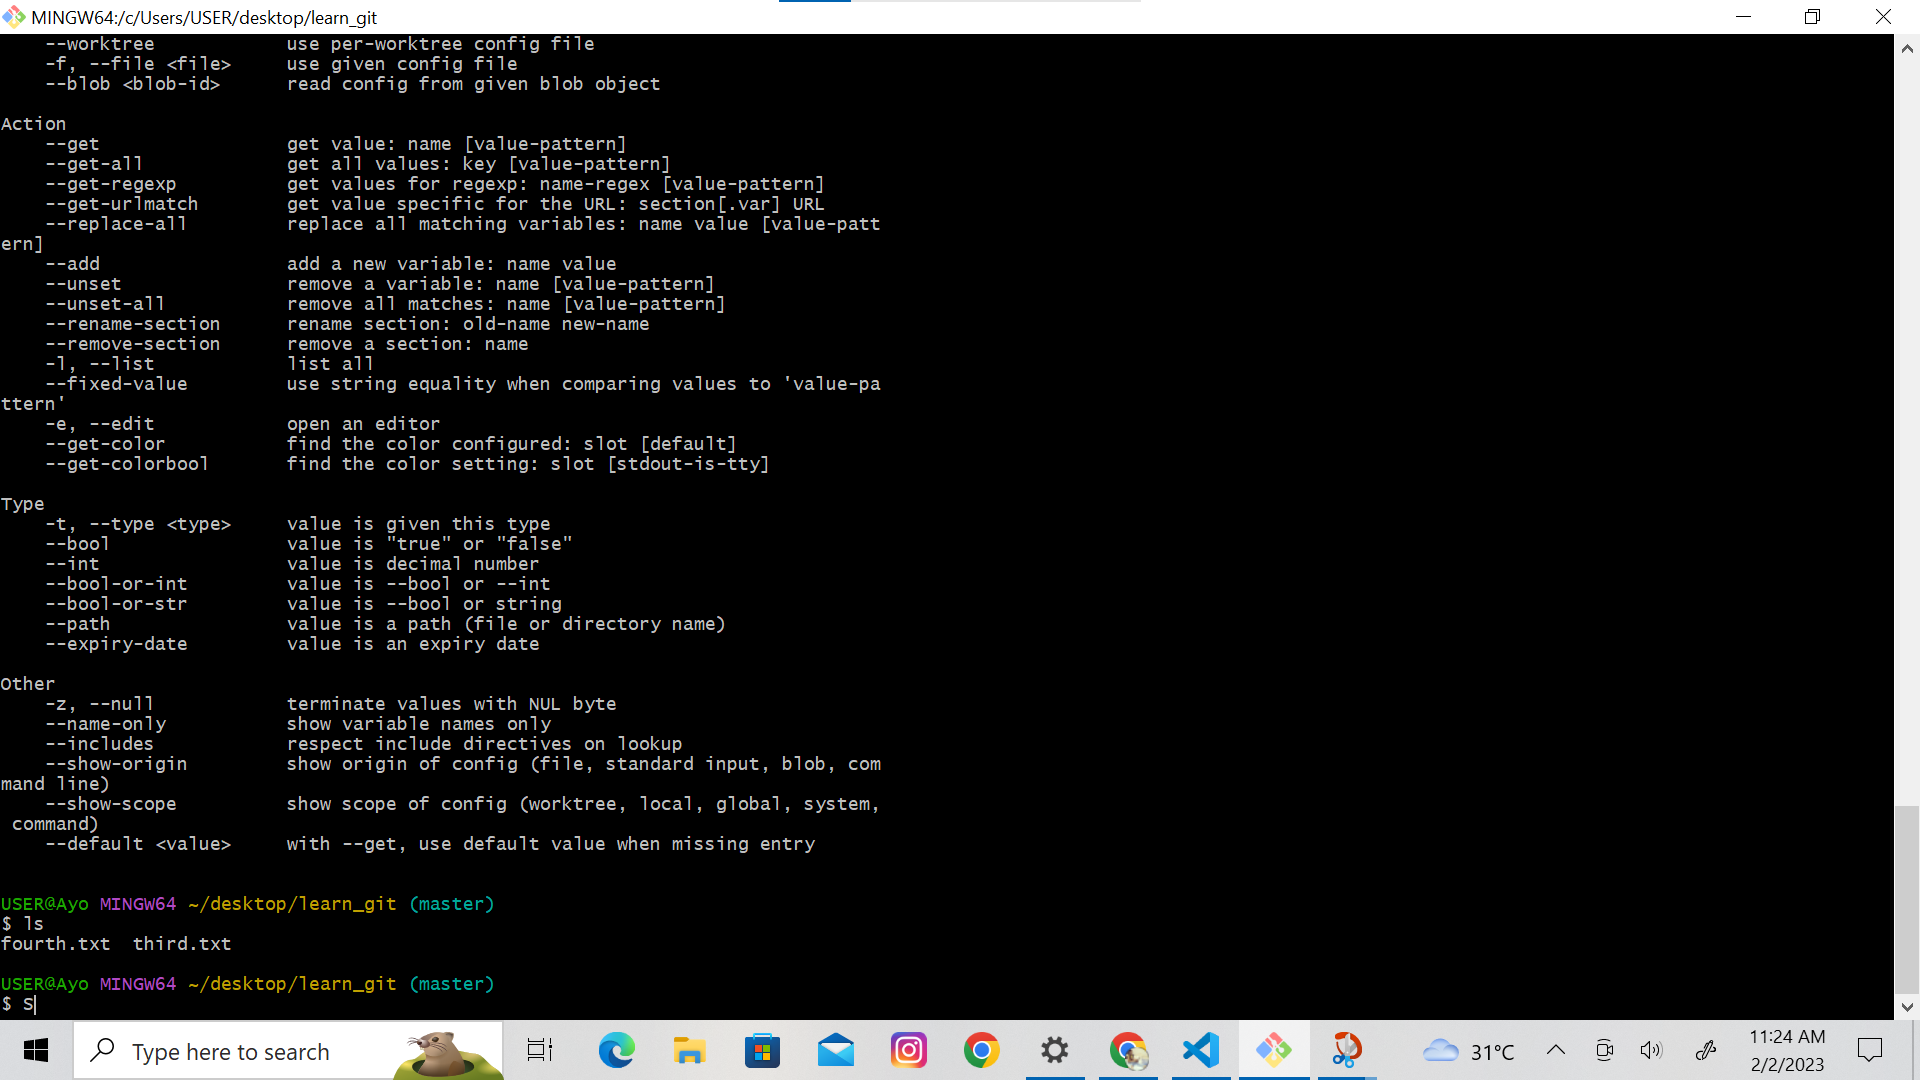 MINGW64:/c/Users/USER/desktop/learn_git
    --worktree            use per-worktree config file
    -f, --file <file>     use given config file
    --blob <blob-id>      read config from given blob object
Action
    --get                 get value: name [value-pattern]
    --get-all             get all values: key [value-pattern]
    --get-regexp          get values for regexp: name-regex [value-pattern]
    --get-urlmatch        get value specific for the URL: section[.var] URL
    --replace-all         replace all matching variables: name value [value-patt
ern]
    --add                 add a new variable: name value
    --unset               remove a variable: name [value-pattern]
    --unset-all           remove all matches: name [value-pattern]
    --rename-section      rename section: old-name new-name
    --remove-section      remove a section: name
    -l, --list            list all
    --fixed-value         use string equality when comparing values to 'value-pa
ttern'
    -e, --edit            open an editor
    --get-color           find the color configured: slot [default]
    --get-colorbool       find the color setting: slot [stdout-is-tty]
Type
    -t, --type <type>     value is given this type
    --bool                value is "true" or "false"
    --int                 value is decimal number
    --bool-or-int         value is --bool or --int
    --bool-or-str         value is --bool or string
    --path                value is a path (file or directory name)
    --expiry-date         value is an expiry date
Other
    -z, --null            terminate values with NUL byte
    --name-only           show variable names only
    --includes            respect include directives on lookup
    --show-origin         show origin of config (file, standard input, blob, com
mand line)
    --show-scope          show scope of config (worktree, local, global, system,
 command)
    --default <value>     with --get, use default value when missing entry
USER@Ayo MINGW64 ~/desktop/learn_git (master)
$ ls
fourth.txt  third.txt
USER@Ayo MINGW64 ~/desktop/learn_git (master)
$ S
Type here to search
31°C
11:24 AM
2/2/2023